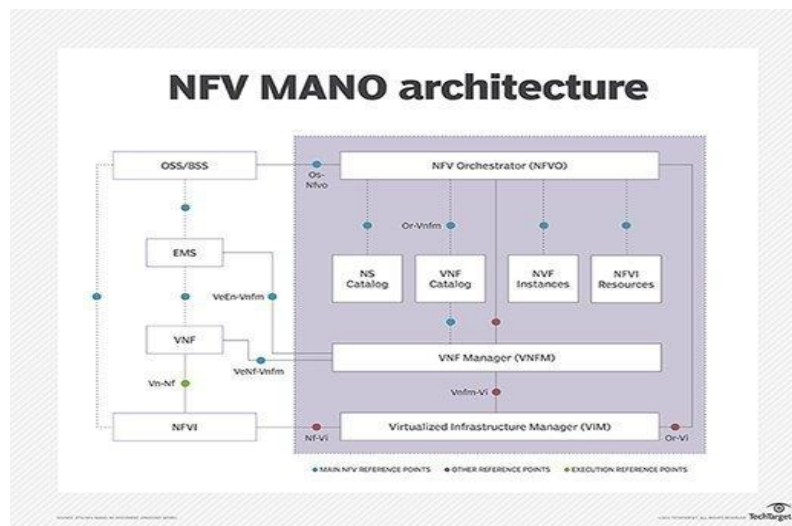 NFV MANO architecture
OSS/BSS
Os-
Nfvo
NFV Orchestrator (NFVO)
Or-Vnfm
EMS
NS
Catalog
VNF
Catalog
NVF
Instances
NFVI
Resources
VeEn-Vnfm
VNF
VeNf-Vnfm
VNF Manager (VNFM)
Vn-Nf
Vnfm-Vi
NFVI
Nf-Vi
Virtualized Infrastructure Manager (VIM)
Or-Vi
MAIN NFV REFERENCE POINTS
OTHER REFERENCE POINTS
EXECUTION REFERENCE POINTS
TechTarget